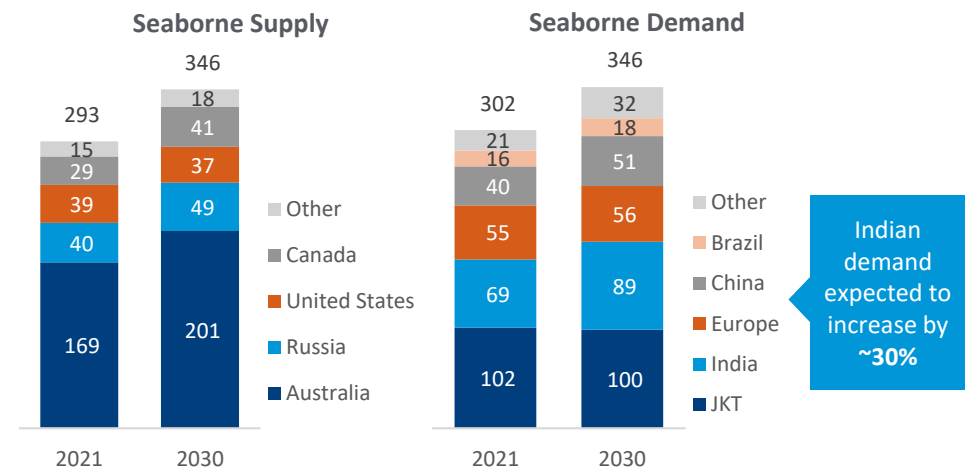 Seaborne Supply
293
346
15
29
39
40
169
18
41
37
49
201
2021
2030
Other
Canada
United States
Russia
Australia
Seaborne Demand
302
346
21
16
40
55
69
102
32
18
51
56
89
100
2021
2030
Other
Brazil
China
Europe
India
JKT
Indian
demand
expected to
increase by
~30%